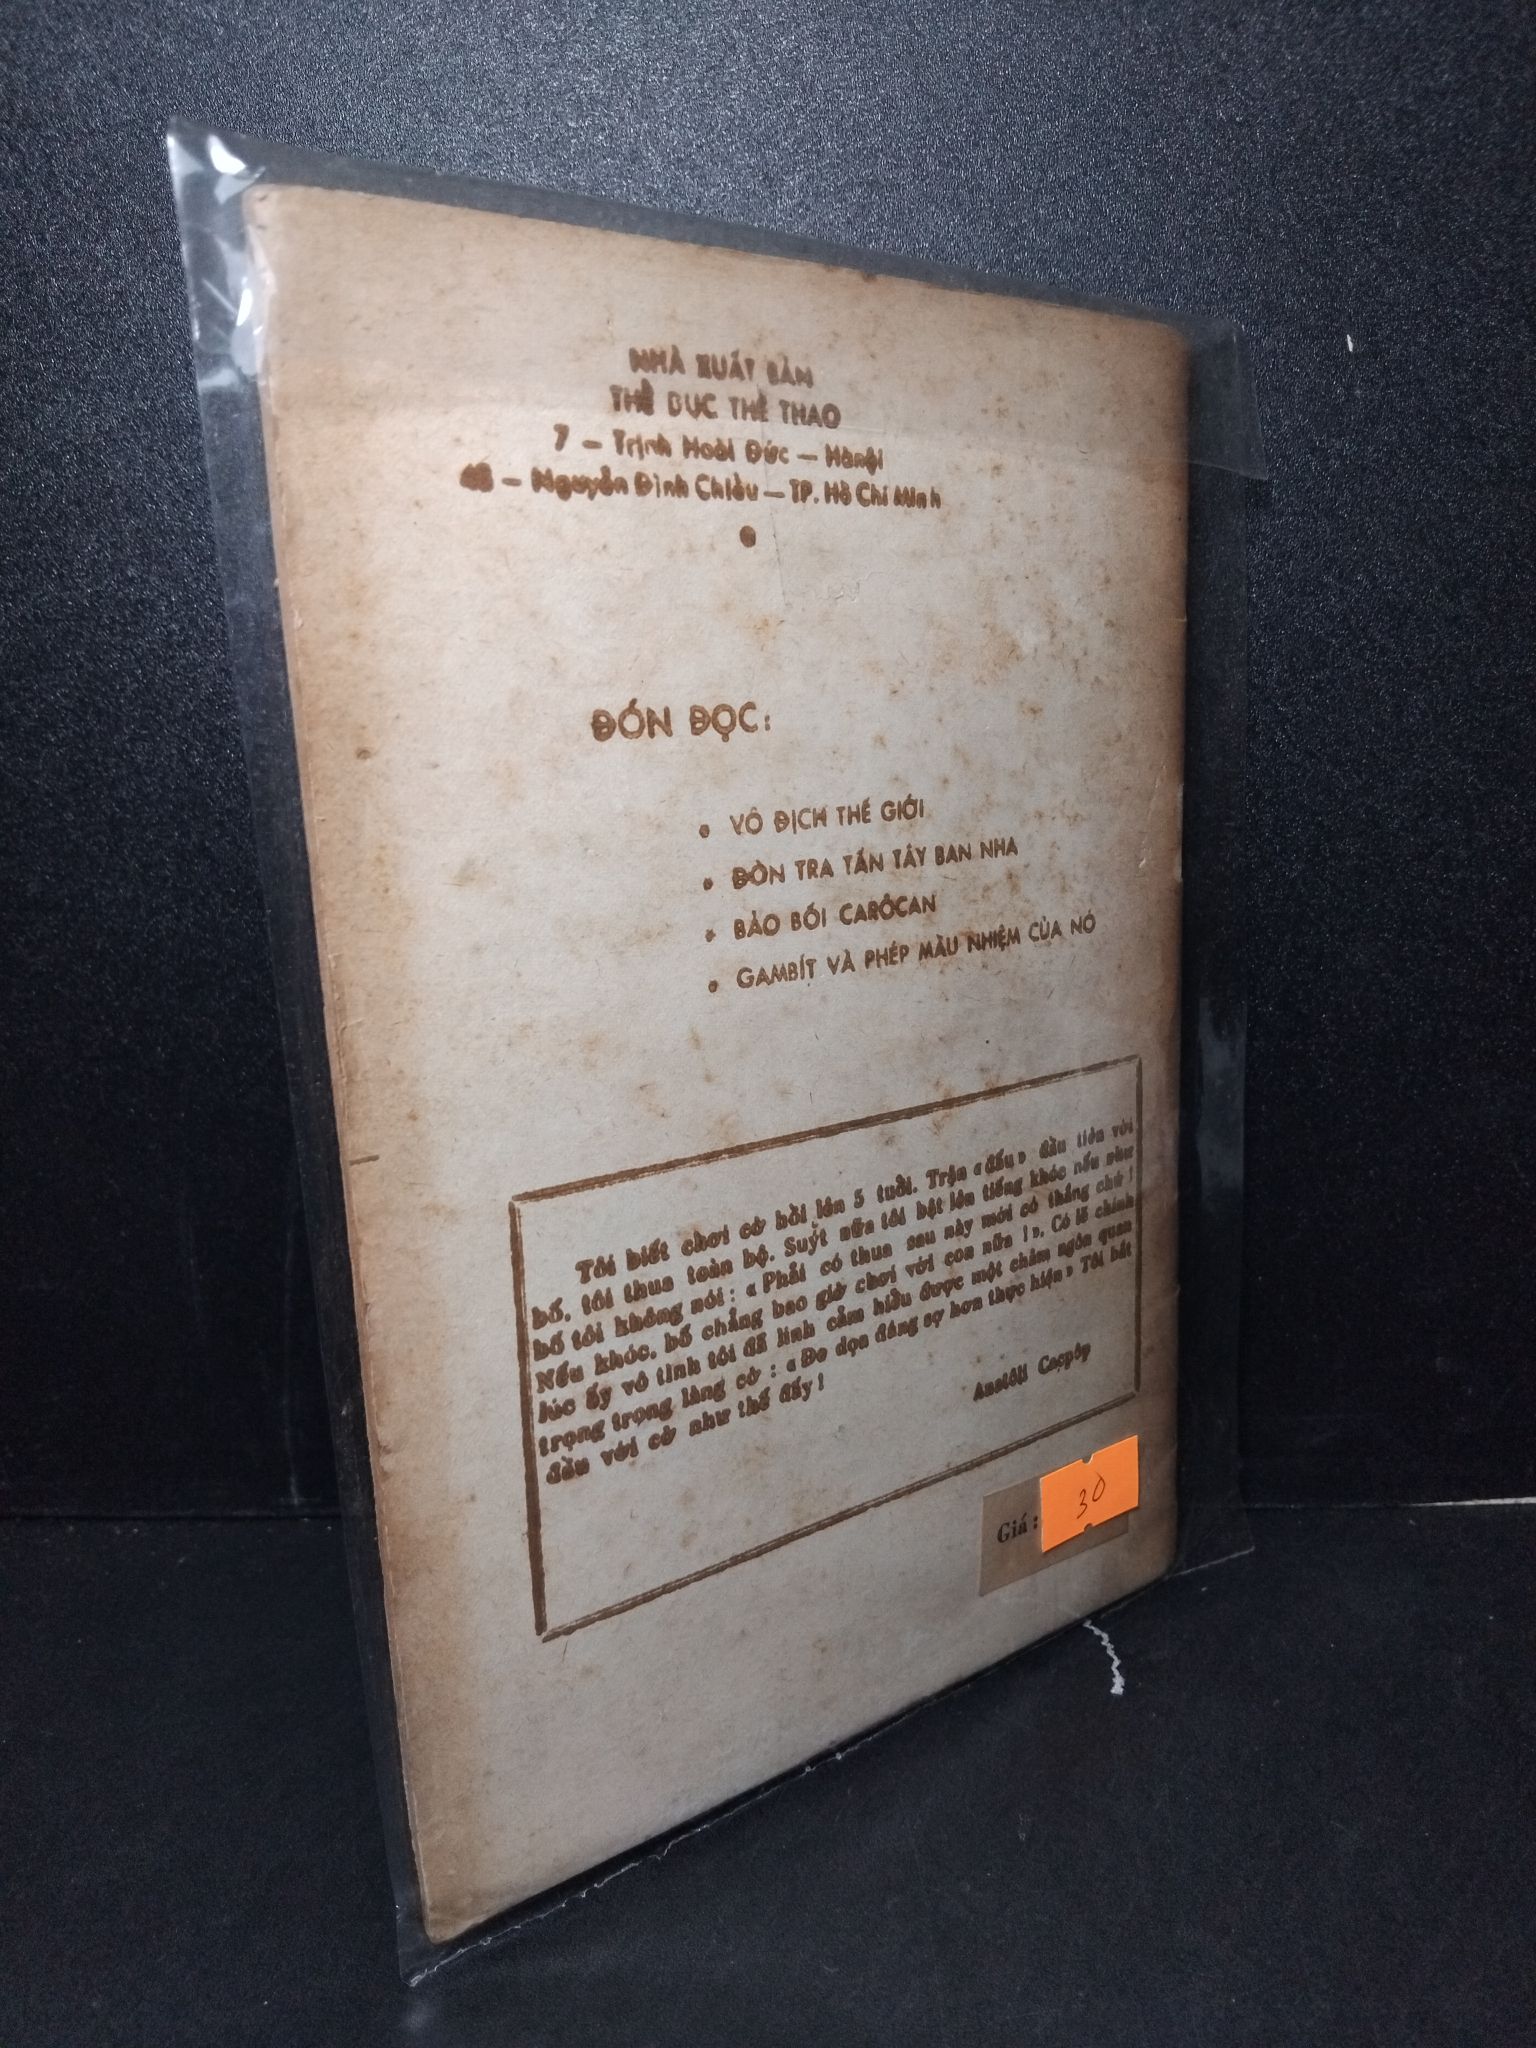 NHÀ XUẤT BẢN
THỂ DỤC THỂ THAO
7 — Trịnh Hoài Đức — Hànội
48 — Nguyễn Đình Chiểu — TP. Hồ Chí Minh
ĐÓN ĐỌC:
• VÔ ĐỊCH THẾ GIỚI
• ĐÒN TRA TẤN TÂY BAN NHA
• BẢO BỐI CARÔCAN
• GAMBÍT VÀ PHÉP MÀU NHIỆM CỦA NÓ
Tôi biết chơi cờ hồi lên 5 tuổi. Trận «đấu» đầu tiên với
bố, tôi thua toàn bộ. Suýt nữa tôi bật lên tiếng khóc nếu như
bố tôi không nói: «Phải có thua sau này mới có thắng chứ!
Nếu khóc, bố chẳng bao giờ chơi với con nữa!». Có lẽ chính
lúc ấy vô tình tôi đã linh cảm hiểu được một châm ngôn quan
trọng trong làng cờ: «Đe dọa đáng sợ hơn thực hiện» Tôi bắt
đầu với cờ như thế đấy!
Anatôli Cacpôp
Giá:
30